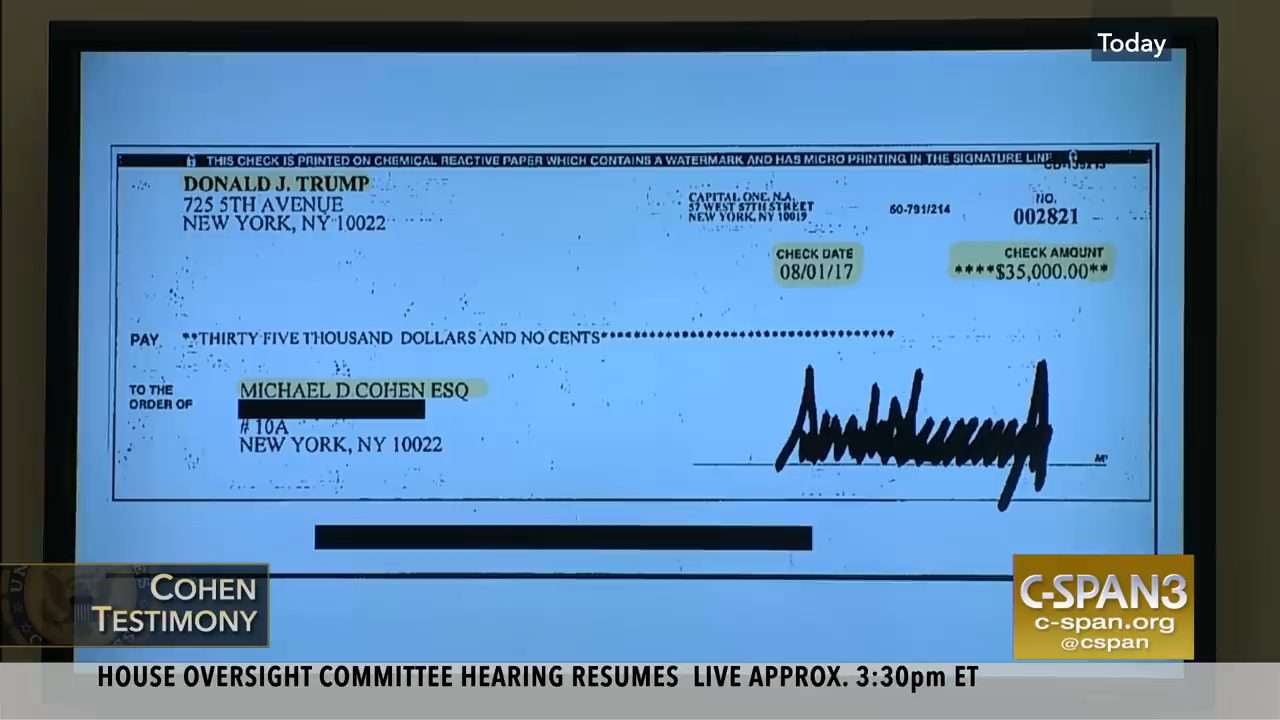 Today
THIS CHECK IS PRINTED ON CHEMICAL REACTIVE PAPER WHICH CONTAINS A WATERMARK AND HAS MICRO PRINTING IN THE SIGNATURE LINE
DONALD J. TRUMP
725 5TH AVENUE
NEW YORK, NY 10022
CAPITAL ONE, N.A.
57 WEST 57TH STREET
NEW YORK, NY 10019
60-791/214
NO.
002821
CHECK DATE
08/01/17
CHECK AMOUNT
****$35,000.00**
PAY **THIRTY FIVE THOUSAND DOLLARS AND NO CENTS**********************************
TO THE
ORDER OF
MICHAEL D COHEN ESQ
# 10A
NEW YORK, NY 10022
MP
COHEN
TESTIMONY
C-SPAN3
c-span.org
@cspan
HOUSE OVERSIGHT COMMITTEE HEARING RESUMES LIVE APPROX. 3:30pm ET